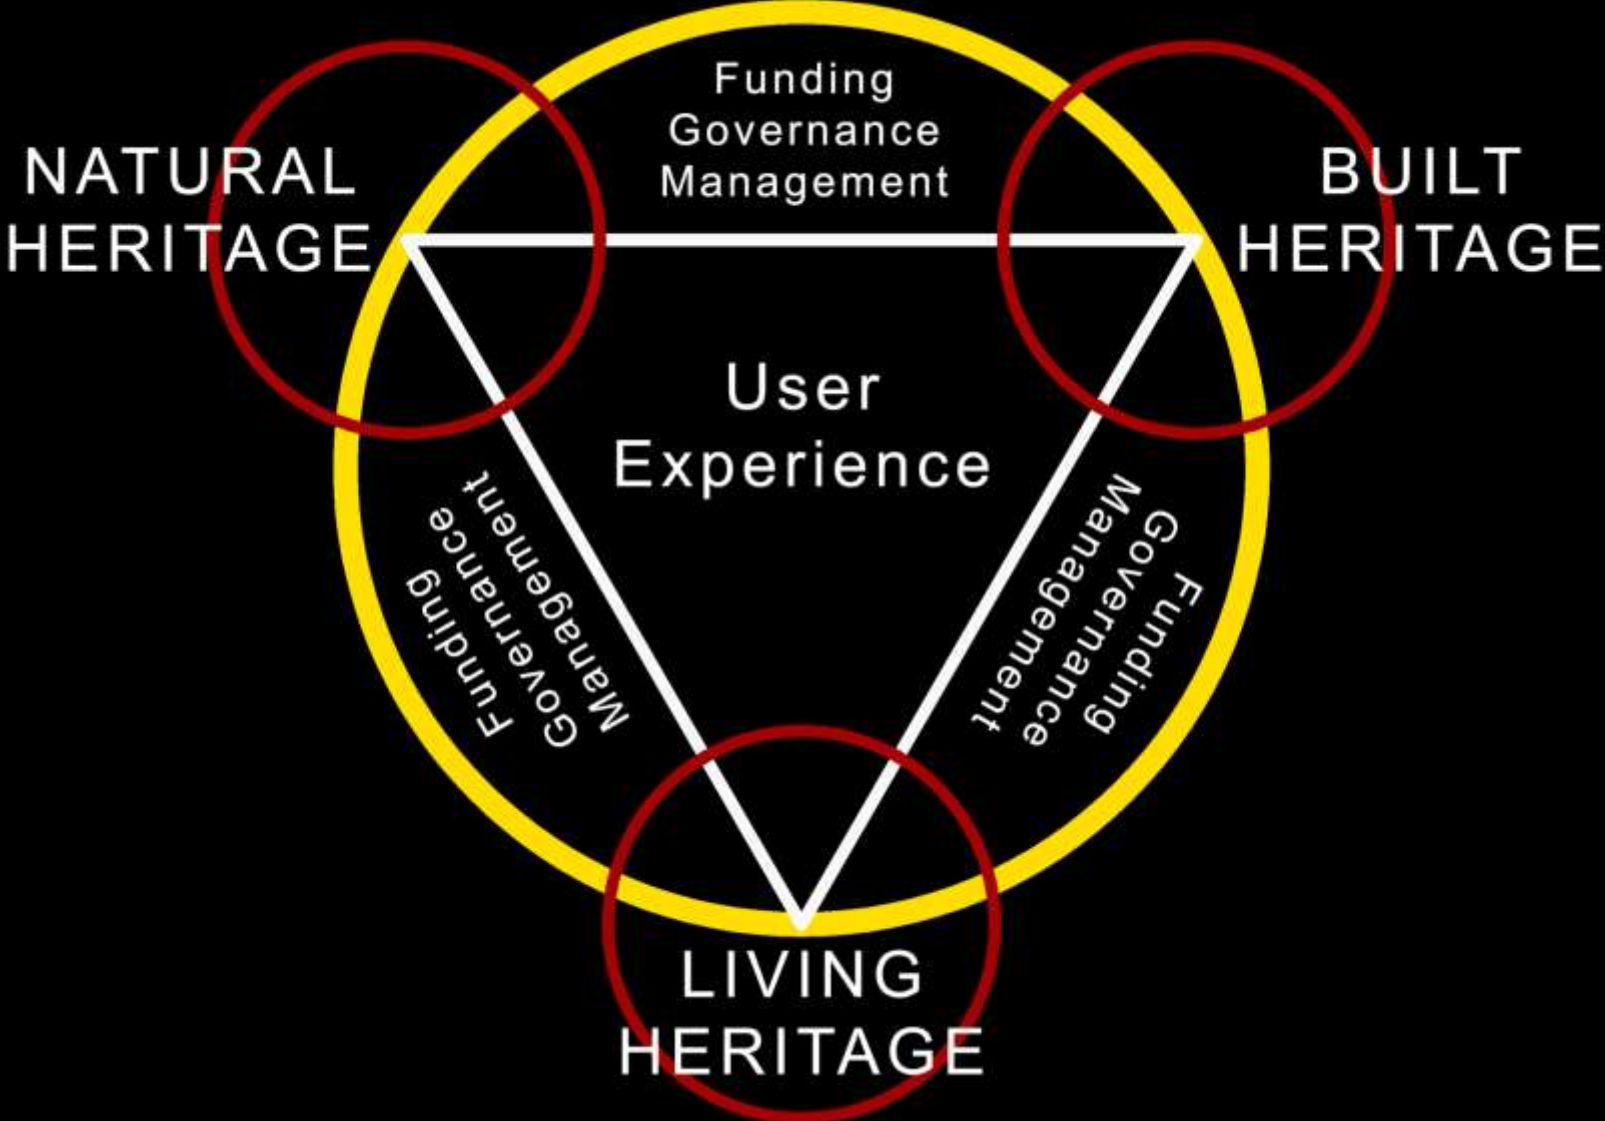 Funding
Governance
Management
NATURAL
HERITAGE
BUILT
HERITAGE
User
Experience
Management
Governance
Funding
Funding
Governance
Management
LIVING
HERITAGE